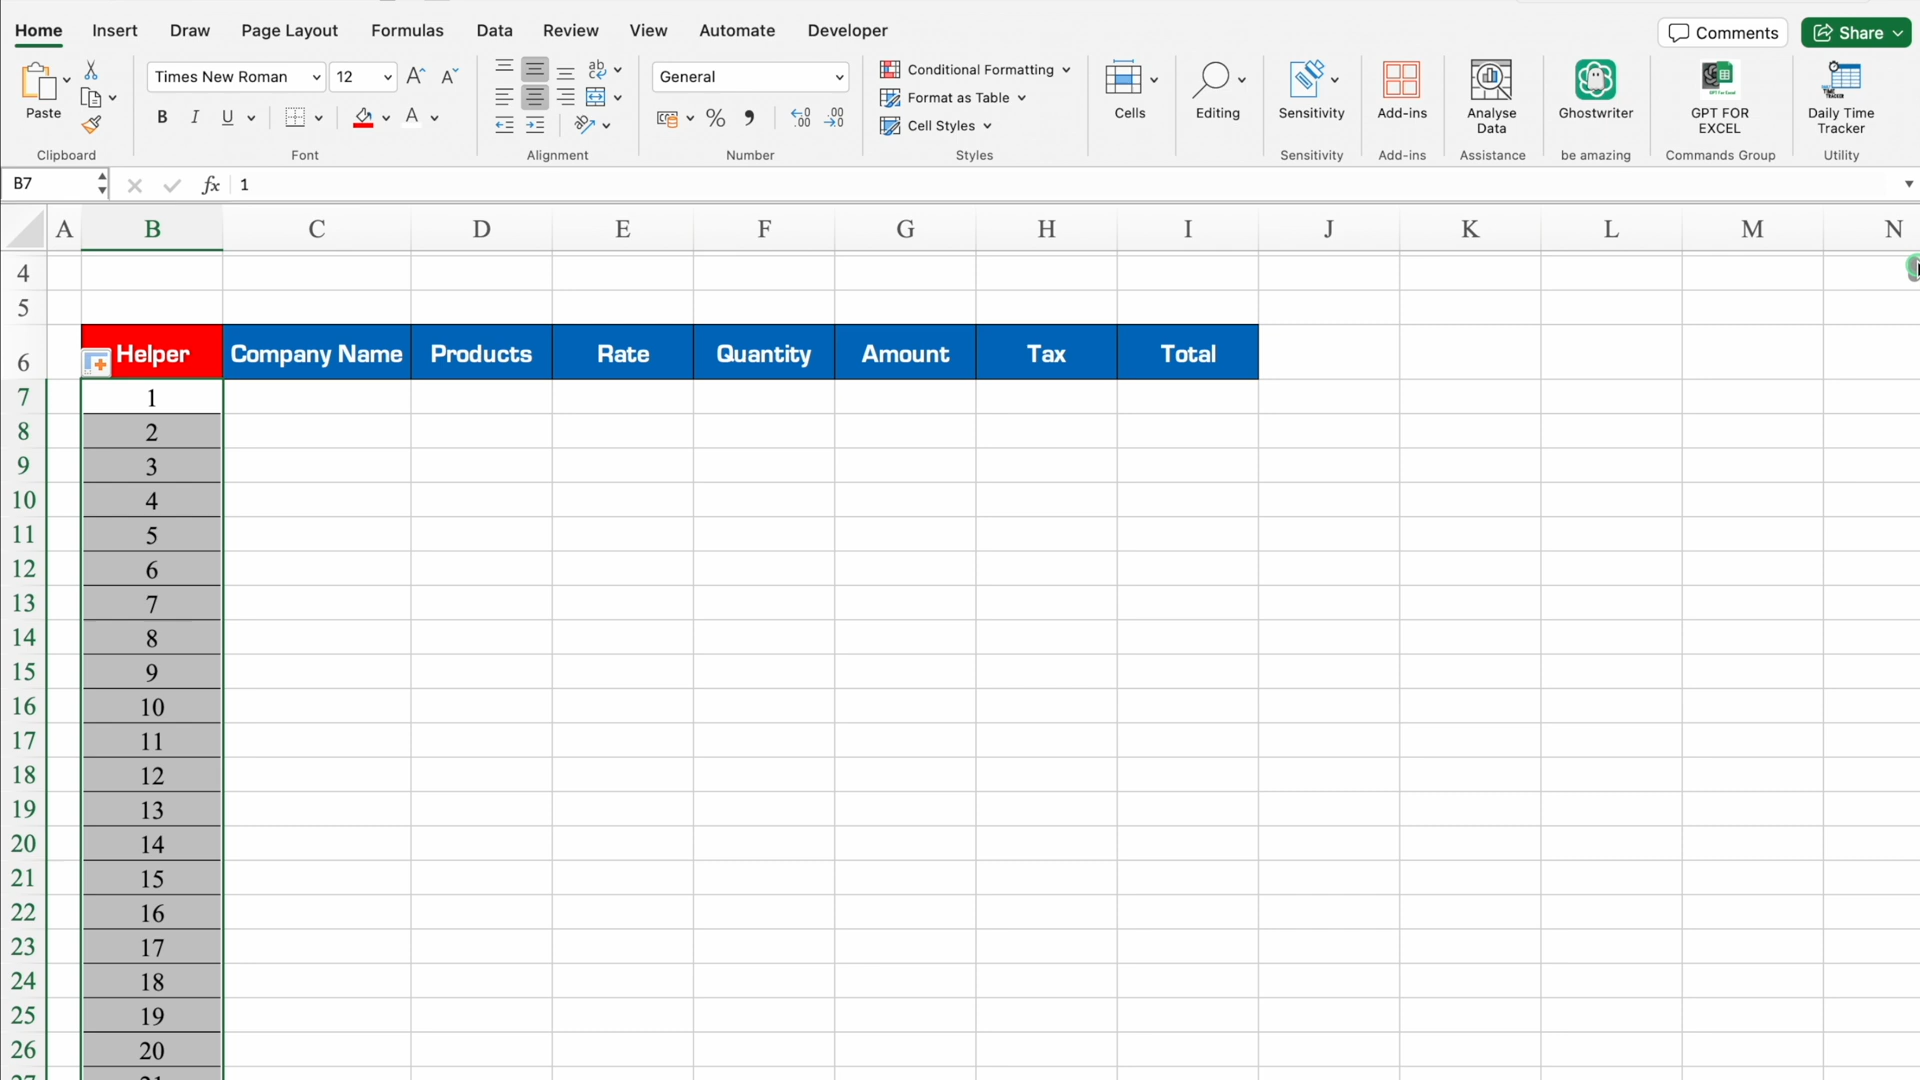 Home Insert Draw Page Layout Formulas Data Review View Automate Developer Comments Share
Times New Roman 12 General Conditional Formatting
Format as Table
Paste B I U A % Cell Styles Cells Editing Sensitivity Add-ins Analyse Data Ghostwriter GPT FOR EXCEL Daily Time Tracker
Clipboard Font Alignment Number Styles Sensitivity Add-ins Assistance be amazing Commands Group Utility
B7 fx 1
A B C D E F G H I J K L M N
4
5
6 Helper Company Name Products Rate Quantity Amount Tax Total
7 1
8 2
9 3
10 4
11 5
12 6
13 7
14 8
15 9
16 10
17 11
18 12
19 13
20 14
21 15
22 16
23 17
24 18
25 19
26 20